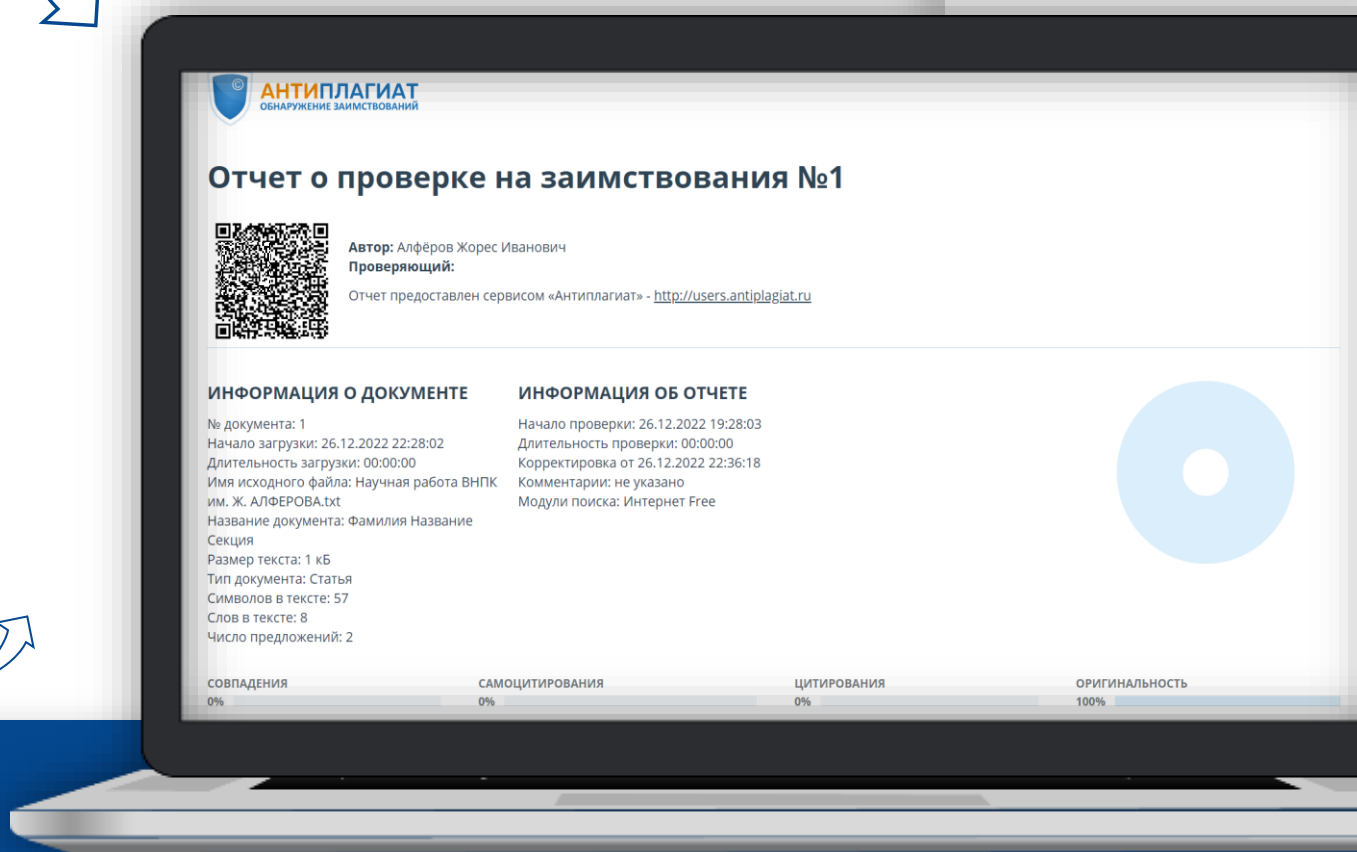 ©
АНТИПЛАГИАТ
ОБНАРУЖЕНИЕ ЗАИМСТВОВАНИЙ
Отчет о проверке на заимствования №1
Автор: Алфёров Жорес Иванович
Проверяющий:
Отчет предоставлен сервисом «Антиплагиат» - http://users.antiplagiat.ru
ИНФОРМАЦИЯ О ДОКУМЕНТЕ
№ документа: 1
Начало загрузки: 26.12.2022 22:28:02
Длительность загрузки: 00:00:00
Имя исходного файла: Научная работа ВНПК
им. Ж. АЛФЕРОВА.txt
Название документа: Фамилия Название
Секция
Размер текста: 1 кБ
Тип документа: Статья
Символов в тексте: 57
Слов в тексте: 8
Число предложений: 2
ИНФОРМАЦИЯ ОБ ОТЧЕТЕ
Начало проверки: 26.12.2022 19:28:03
Длительность проверки: 00:00:00
Корректировка от 26.12.2022 22:36:18
Комментарии: не указано
Модули поиска: Интернет Free
СОВПАДЕНИЯ
0%
САМОЦИТИРОВАНИЯ
0%
ЦИТИРОВАНИЯ
0%
ОРИГИНАЛЬНОСТЬ
100%